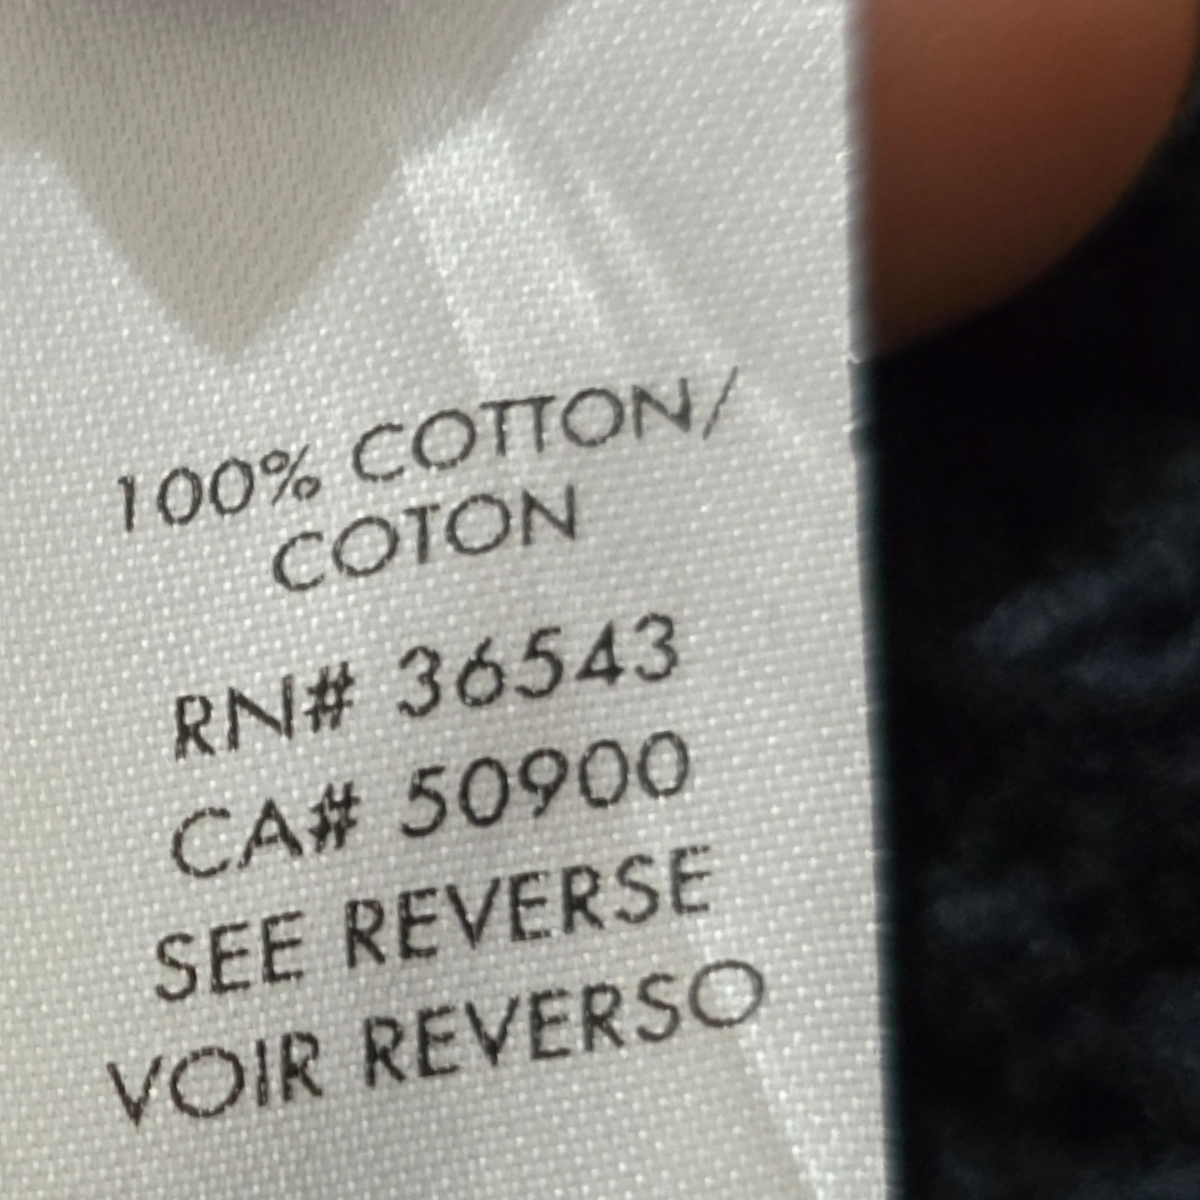 100% COTTON/
COTON
RN# 36543
CA# 50900
SEE REVERSE
VOIR REVERSO